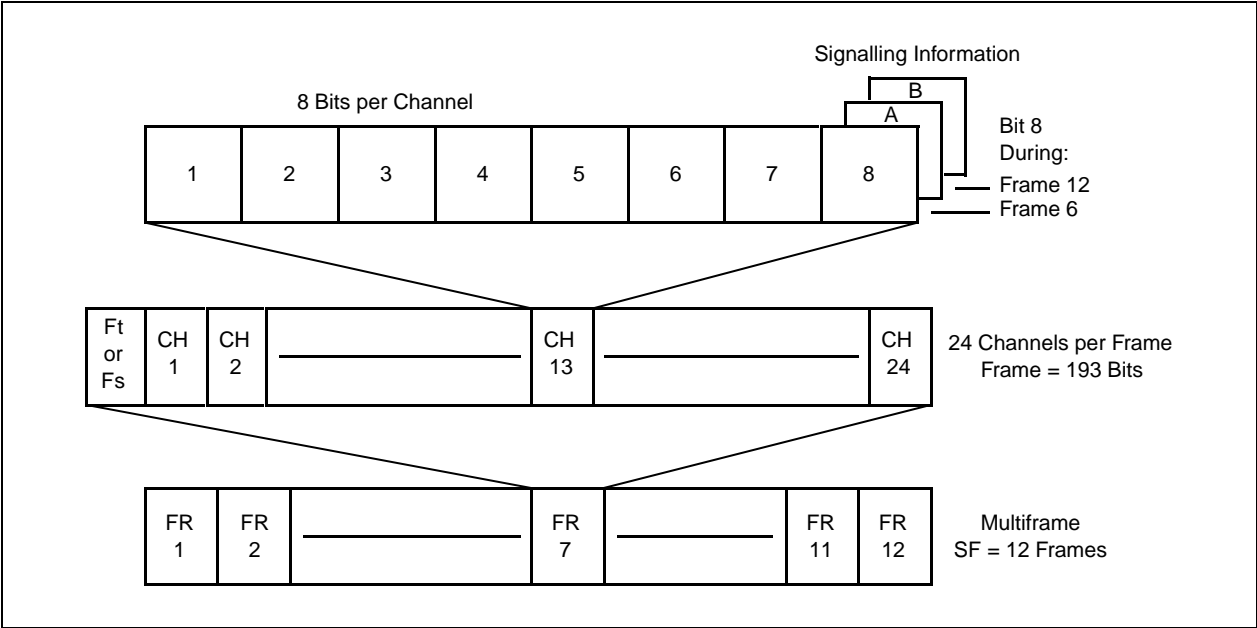 Signalling Information
8 Bits per Channel
B
A
1 2 3 4 5 6 7 8
Bit 8
During:
Frame 12
Frame 6
Ft
or
Fs
CH
1
CH
2
CH
13
CH
24
24 Channels per Frame
Frame = 193 Bits
FR
1
FR
2
FR
7
FR
11
FR
12
Multiframe
SF = 12 Frames